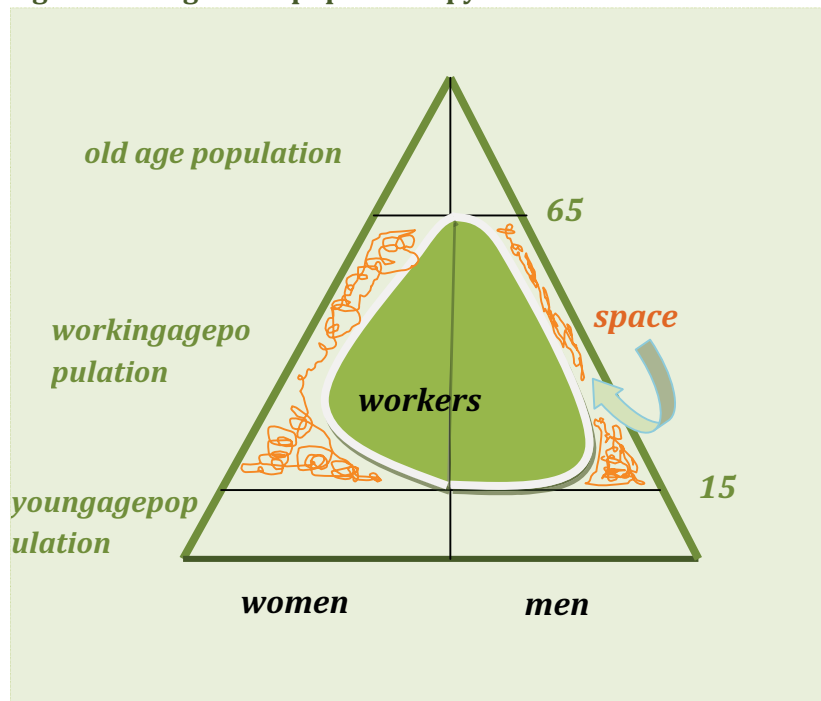 old age population
65
space
workingagepo
pulation
workers
15
youngagepop
ulation
women
men